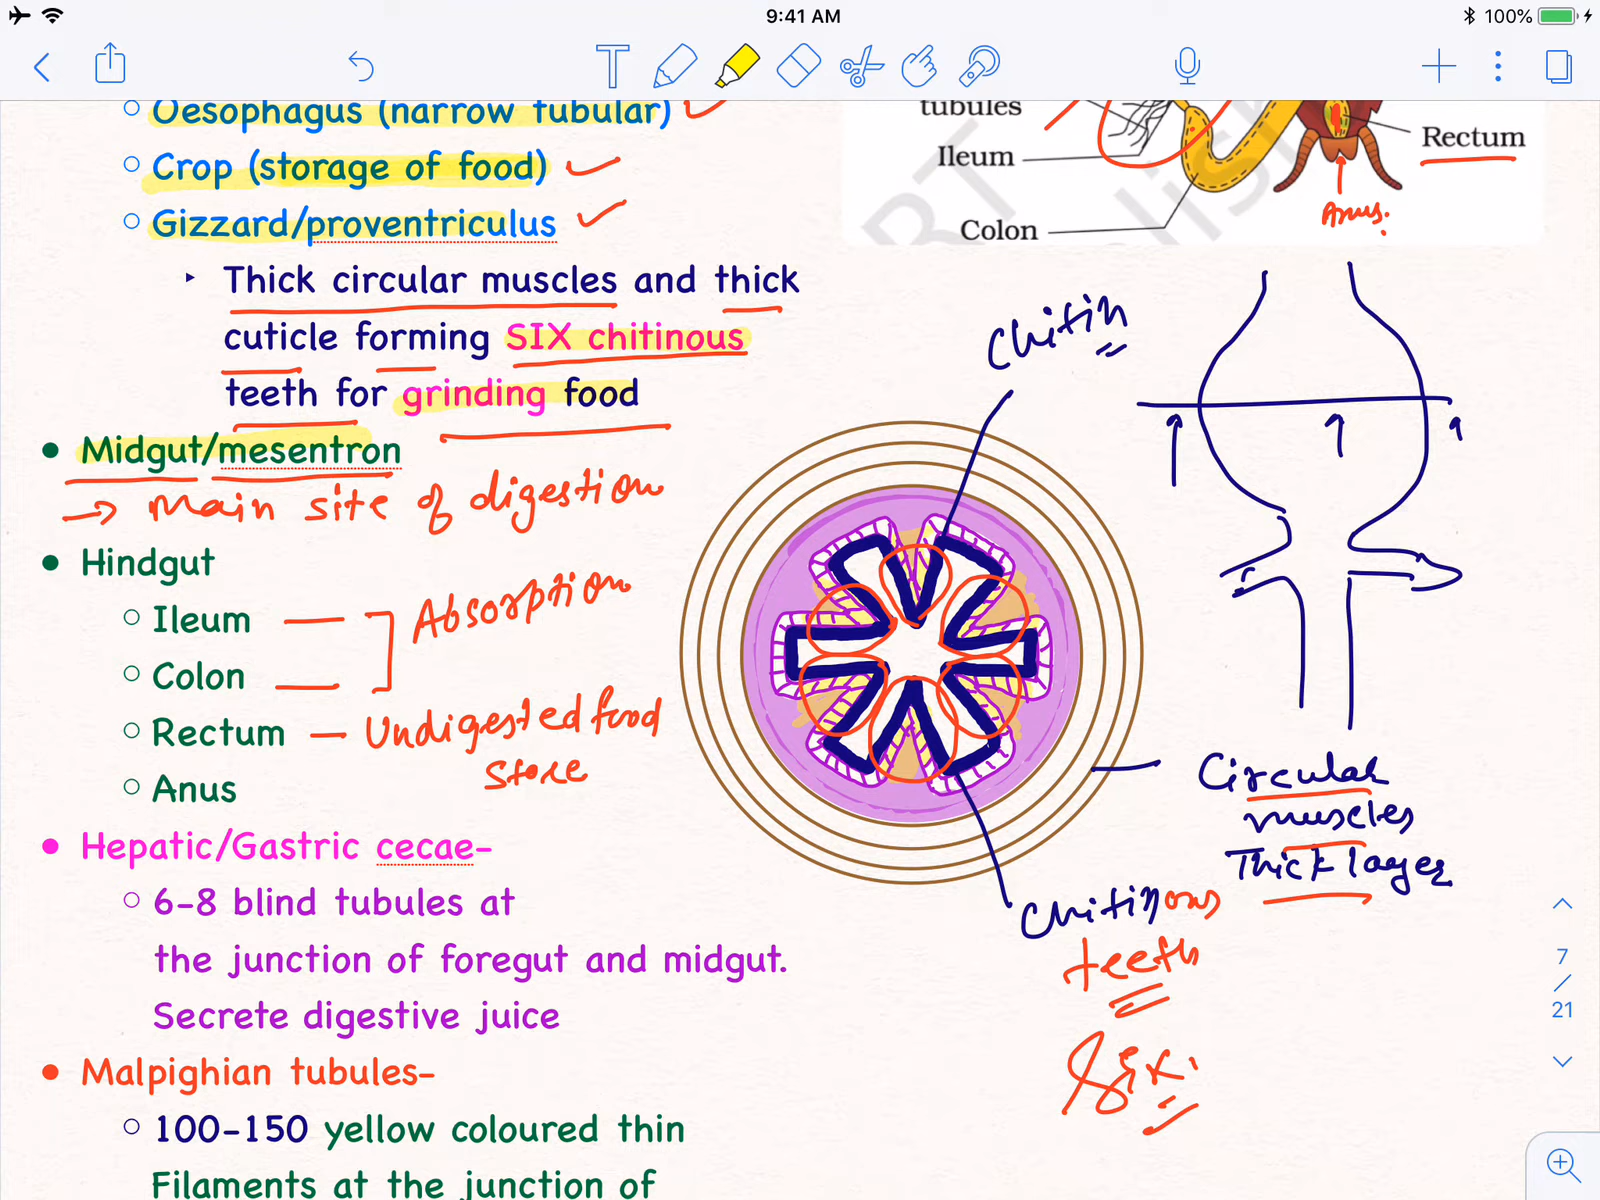 9:41 AM
100%
Oesophagus (narrow tubular)
Crop (storage of food)
Gizzard/proventriculus
Thick circular muscles and thick
cuticle forming SIX chitinous
teeth for grinding food
Midgut/mesentron
→ Main site of digestion
Hindgut
Ileum
Colon
Absorption
Rectum — Undigested food
store
Anus
Hepatic/Gastric cecae-
6-8 blind tubules at
the junction of foregut and midgut.
Secrete digestive juice
Malpighian tubules-
100-150 yellow coloured thin
Filaments at the junction of
tubules
Ileum
Colon
Rectum
Anus.
Chitin
Circular
muscles
Thick layer
Chitinous
teeth
Six.
7
/
21